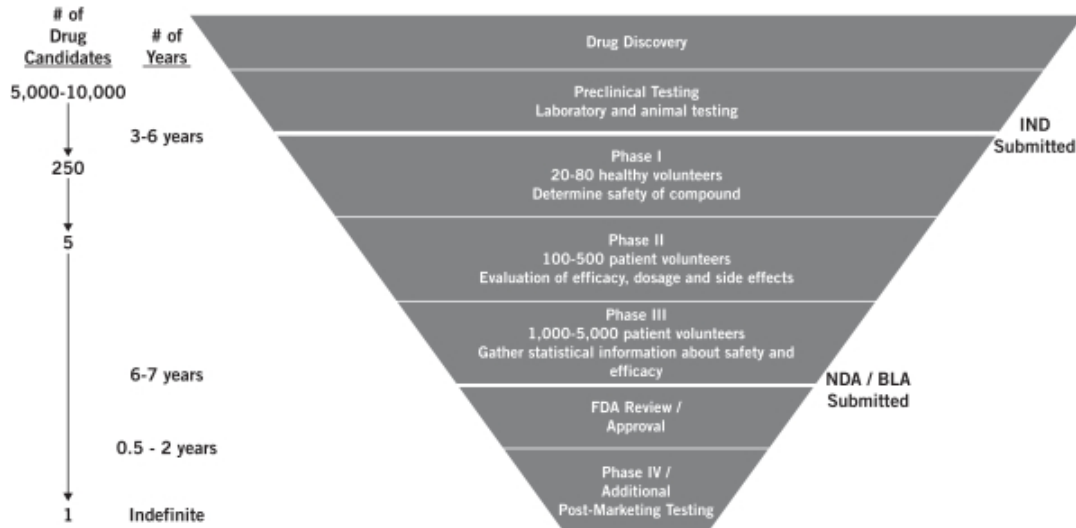 # of
Drug
Candidates
# of
Years
5,000-10,000
3-6 years
250
5
6-7 years
0.5 - 2 years
1
Indefinite
Drug Discovery
Preclinical Testing
Laboratory and animal testing
IND
Submitted
Phase I
20-80 healthy volunteers
Determine safety of compound
Phase II
100-500 patient volunteers
Evaluation of efficacy, dosage and side effects
Phase III
1,000-5,000 patient volunteers
Gather statistical information about safety and
efficacy
NDA / BLA
Submitted
FDA Review /
Approval
Phase IV /
Additional
Post-Marketing Testing